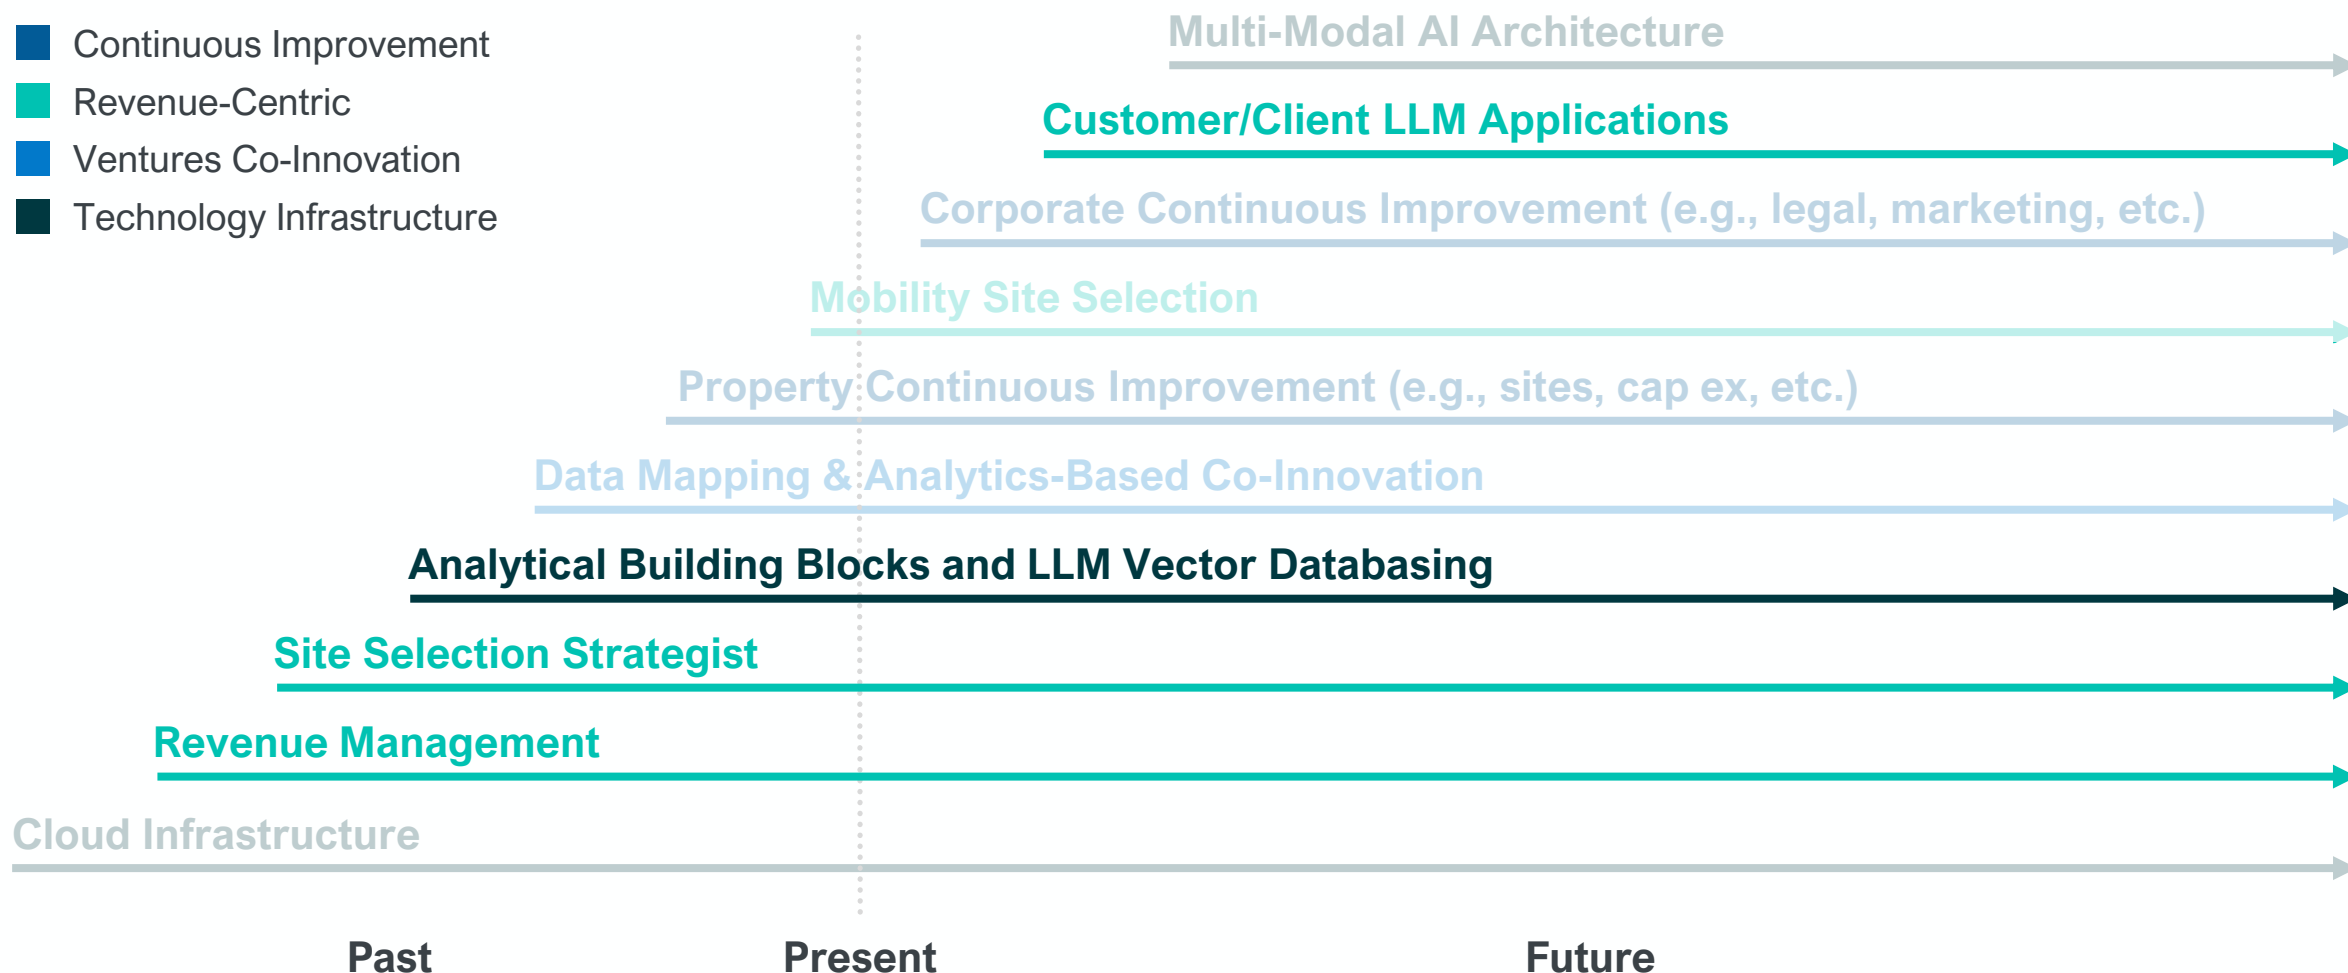 Continuous Improvement
Revenue-Centric
Ventures Co-Innovation
Technology Infrastructure
Multi-Modal AI Architecture
Customer/Client LLM Applications
Corporate Continuous Improvement (e.g., legal, marketing, etc.)
Mobility Site Selection
Property Continuous Improvement (e.g., sites, cap ex, etc.)
Data Mapping & Analytics-Based Co-Innovation
Analytical Building Blocks and LLM Vector Databasing
Site Selection Strategist
Revenue Management
Cloud Infrastructure
Past Present Future